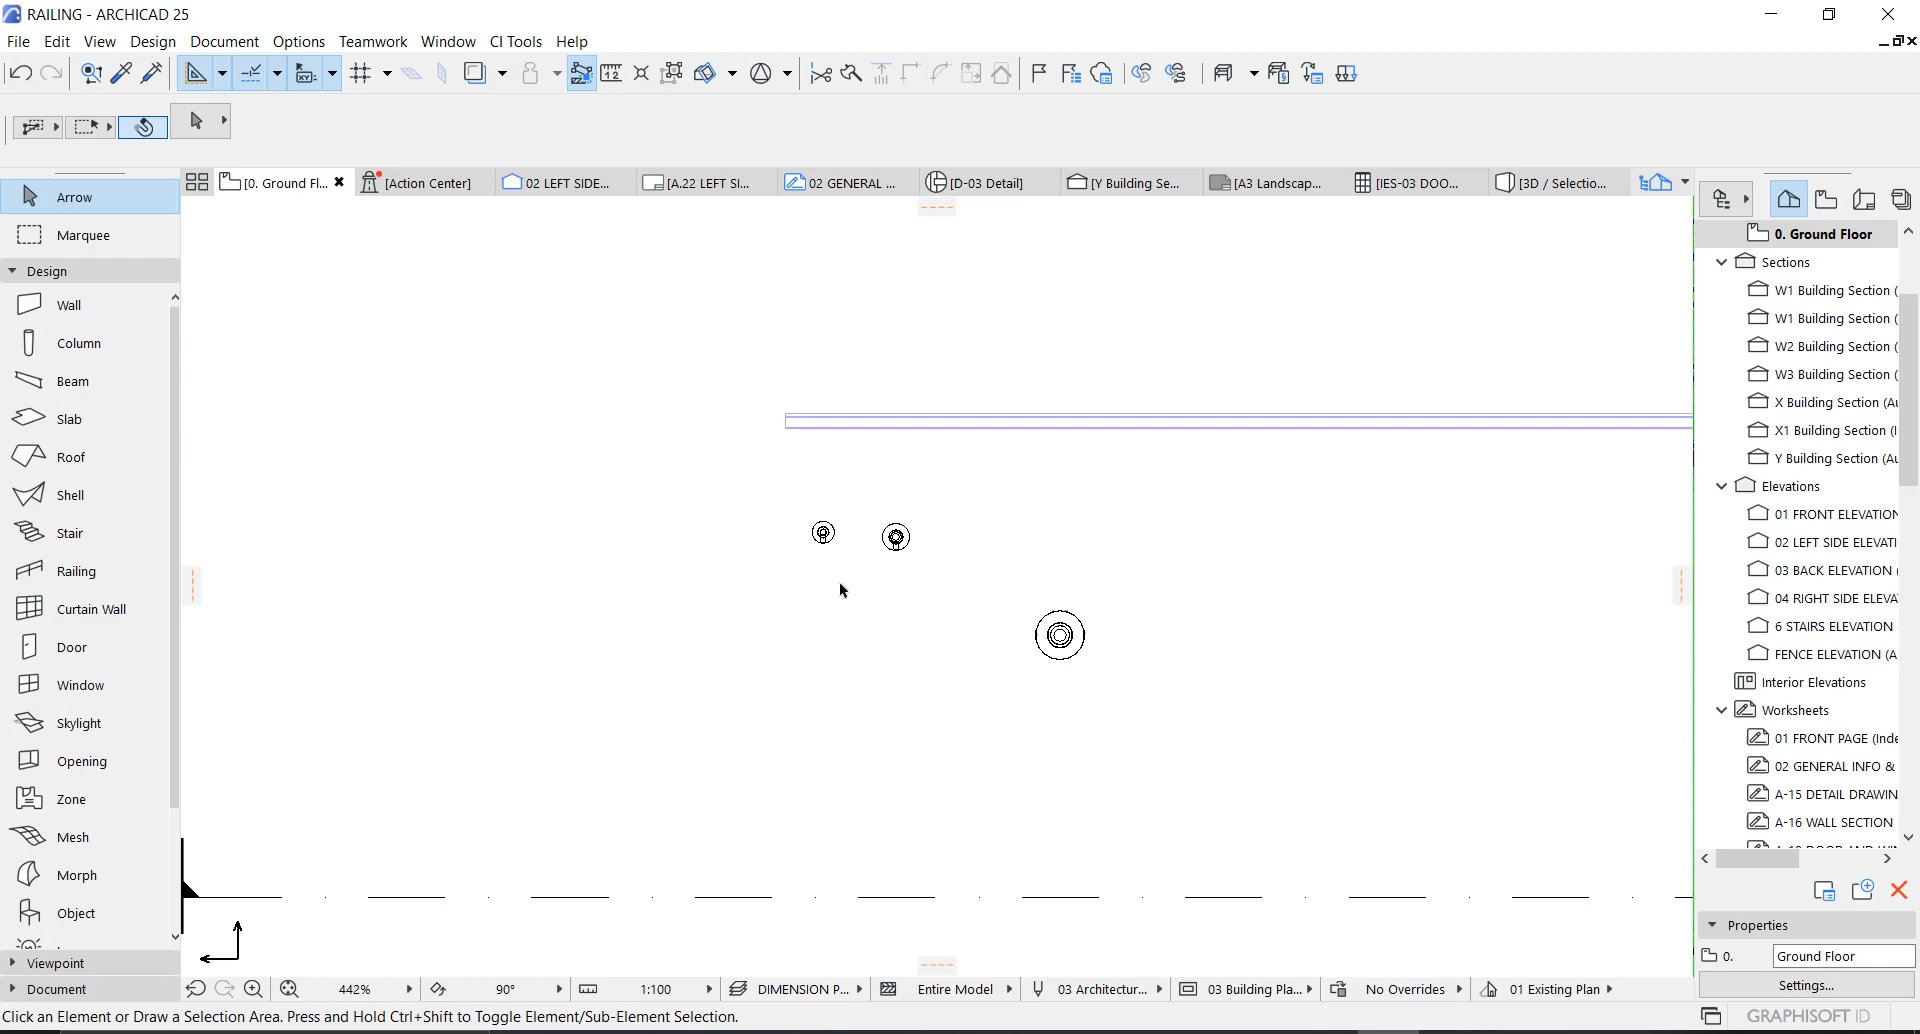 RAILING - ARCHICAD 25
File Edit View Design Document Options Teamwork Window CI Tools Help
[0. Ground Fl... [Action Center] 02 LEFT SIDE... [A.22 LEFT SI... 02 GENERAL ... [D-03 Detail] [Y Building Se... [A3 Landscap... [IES-03 DOO... [3D / Selectio...
Arrow
Marquee
Design
Wall
Column
Beam
Slab
Roof
Shell
Stair
Railing
Curtain Wall
Door
Window
Skylight
Opening
Zone
Mesh
Morph
Object
Viewpoint
Document
0. Ground Floor
Sections
W1 Building Section (
W1 Building Section (
W2 Building Section (
W3 Building Section (
X Building Section (Au
X1 Building Section (I
Y Building Section (Au
Elevations
01 FRONT ELEVATION
02 LEFT SIDE ELEVATI
03 BACK ELEVATION (
04 RIGHT SIDE ELEVA
6 STAIRS ELEVATION
FENCE ELEVATION (A
Interior Elevations
Worksheets
01 FRONT PAGE (Inde
02 GENERAL INFO &
A-15 DETAIL DRAWIN
A-16 WALL SECTION
Properties
0. Ground Floor
Settings...
442% 90° 1:100 DIMENSION P... Entire Model 03 Architectur... 03 Building Pla... No Overrides 01 Existing Plan
Click an Element or Draw a Selection Area. Press and Hold Ctrl+Shift to Toggle Element/Sub-Element Selection.
GRAPHISOFT ID